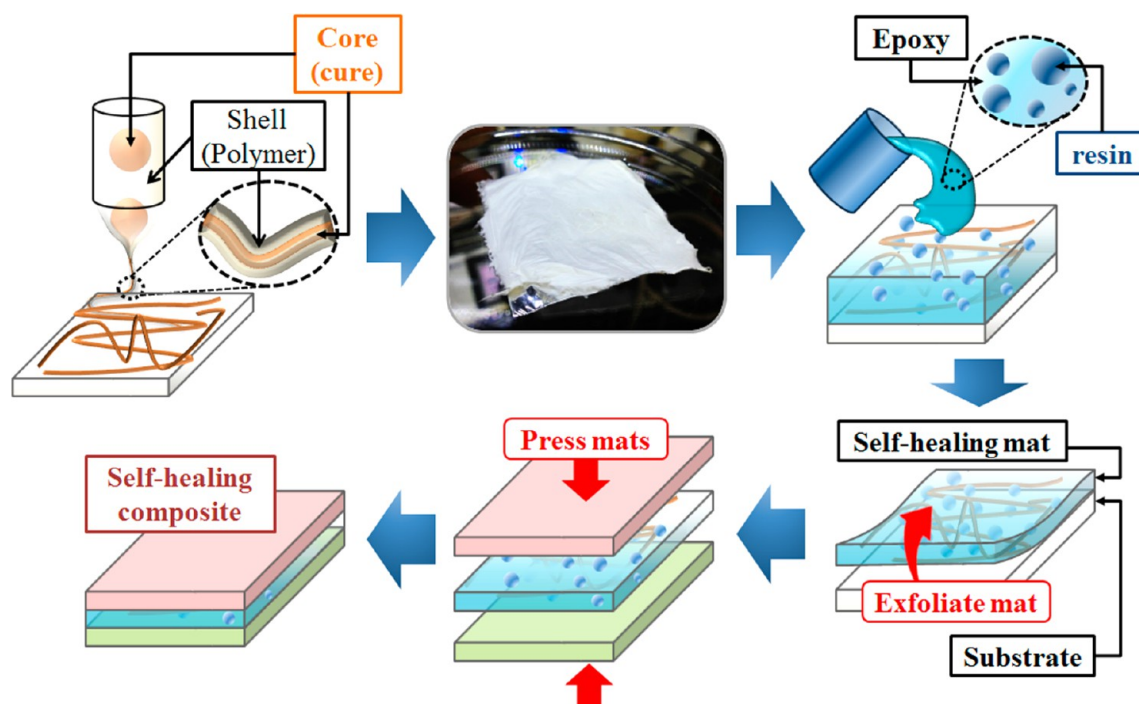 Core
(cure)
Shell
(Polymer)
Epoxy
resin
Self-healing mat
Exfoliate mat
Substrate
Press mats
Self-healing
composite